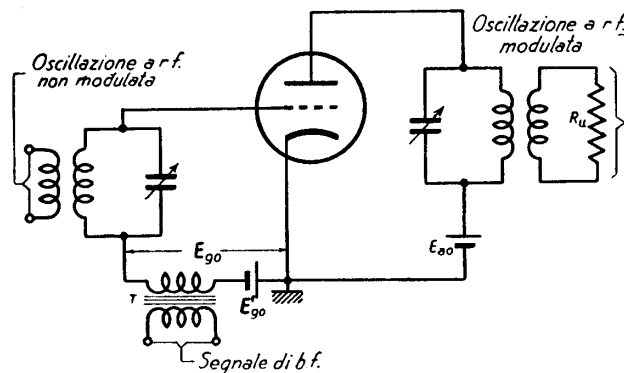 Oscillazione a r f.
non modulata
Oscillazione a r f.
modulata
Ru
Ego
Eao
T
E'go
Segnale di b f.